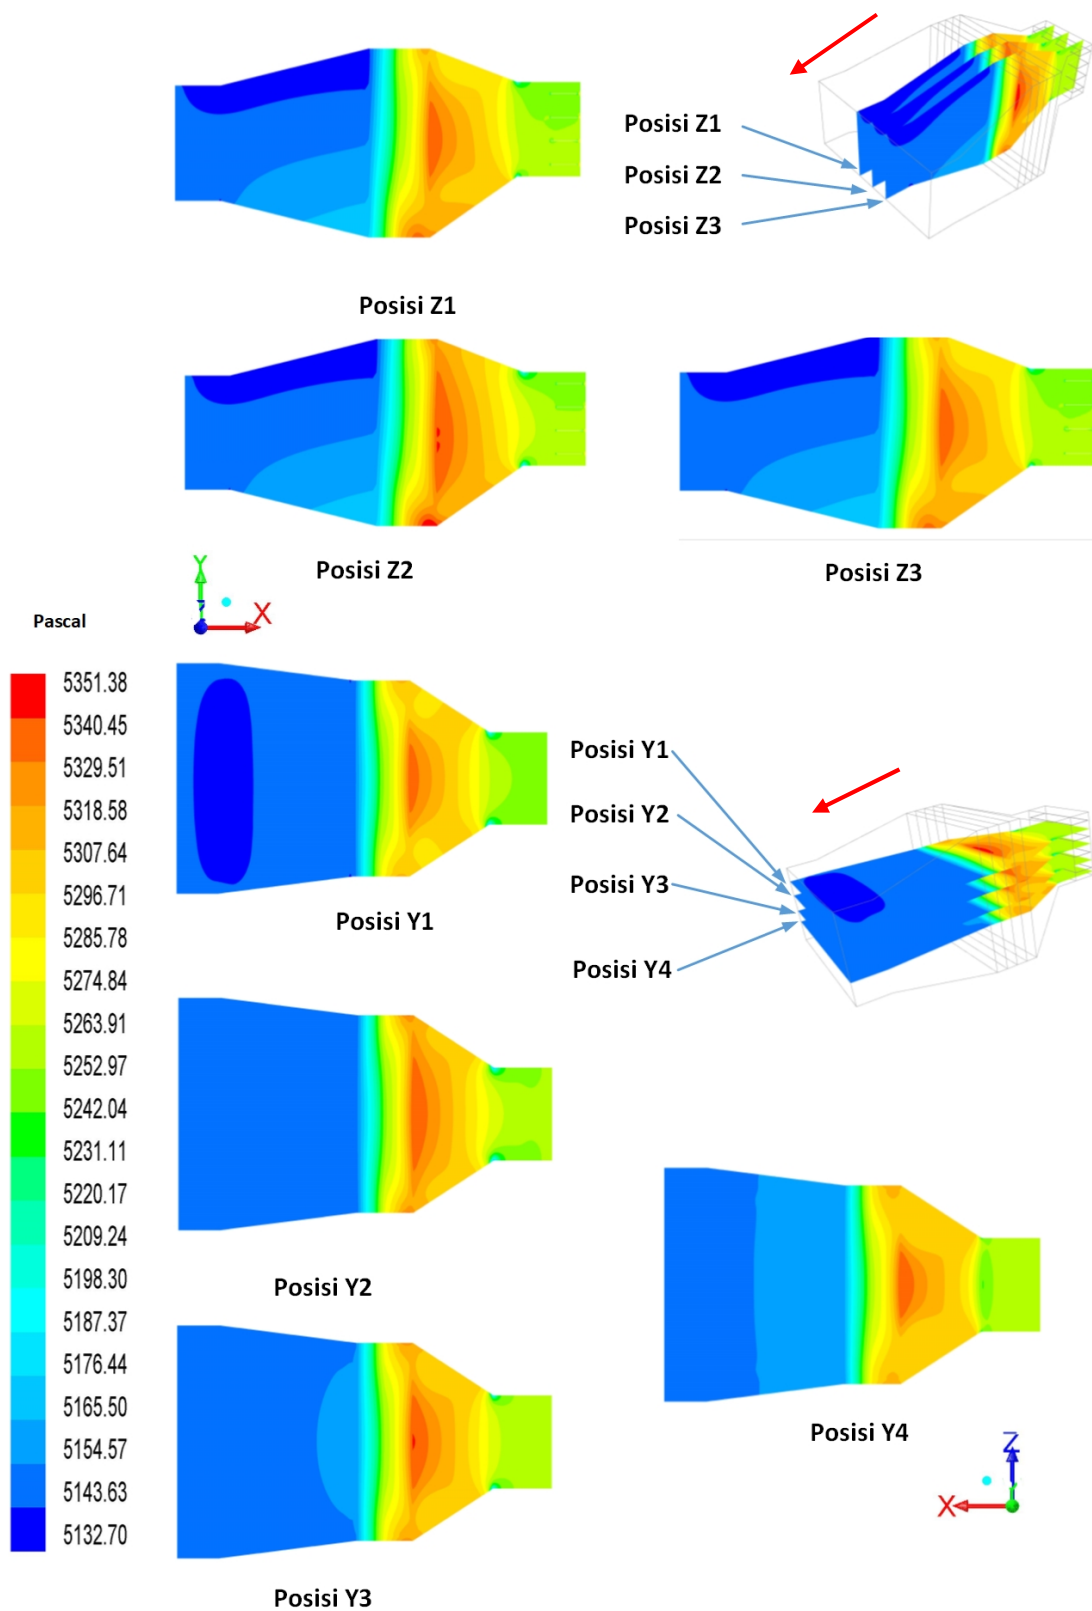 Posisi Z1
Posisi Z2
Posisi Z3
Posisi Z1
Posisi Z2
Posisi Z3
Y
X
Pascal
5351.38
5340.45
5329.51
5318.58
5307.64
5296.71
5285.78
5274.84
5263.91
5252.97
5242.04
5231.11
5220.17
5209.24
5198.30
5187.37
5176.44
5165.50
5154.57
5143.63
5132.70
Posisi Y1
Posisi Y2
Posisi Y3
Posisi Y4
Posisi Y1
Posisi Y2
Posisi Y4
Z
X
Posisi Y3